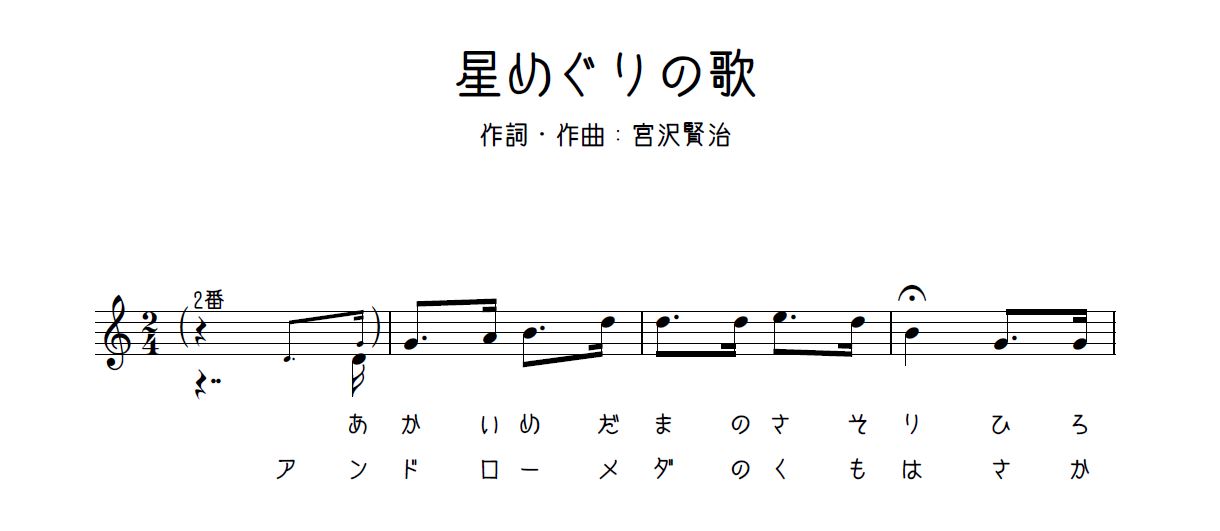 星めぐりの歌
作詞・作曲：宮沢賢治
2番
2
4
あ か い め だ ま の さ そ り ひ ろ
ア ン ド ロ ー メ ダ の く も は さ か